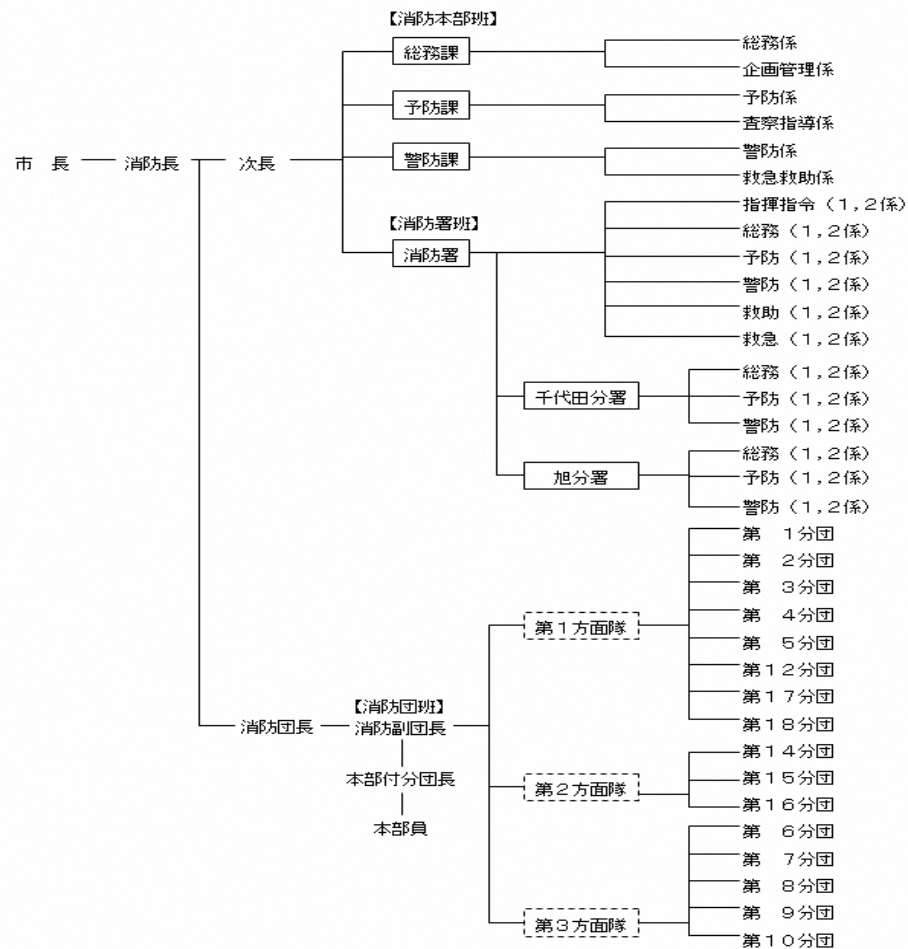 【消防本部班】
総務課
総務係
企画管理係
予防課
予防係
査察指導係
市　長
消防長
次長
警防課
警防係
救急救助係
【消防署班】
消防署
指揮指令（１，２係）
総務（１，２係）
予防（１，２係）
警防（１，２係）
救助（１，２係）
救急（１，２係）
千代田分署
総務（１，２係）
予防（１，２係）
警防（１，２係）
旭分署
総務（１，２係）
予防（１，２係）
警防（１，２係）
消防団長
【消防団班】
消防副団長
本部付分団長
本部員
第１方面隊
第　１分団
第　２分団
第　３分団
第　４分団
第　５分団
第１２分団
第１７分団
第１８分団
第２方面隊
第１４分団
第１５分団
第１６分団
第３方面隊
第　６分団
第　７分団
第　８分団
第　９分団
第１０分団